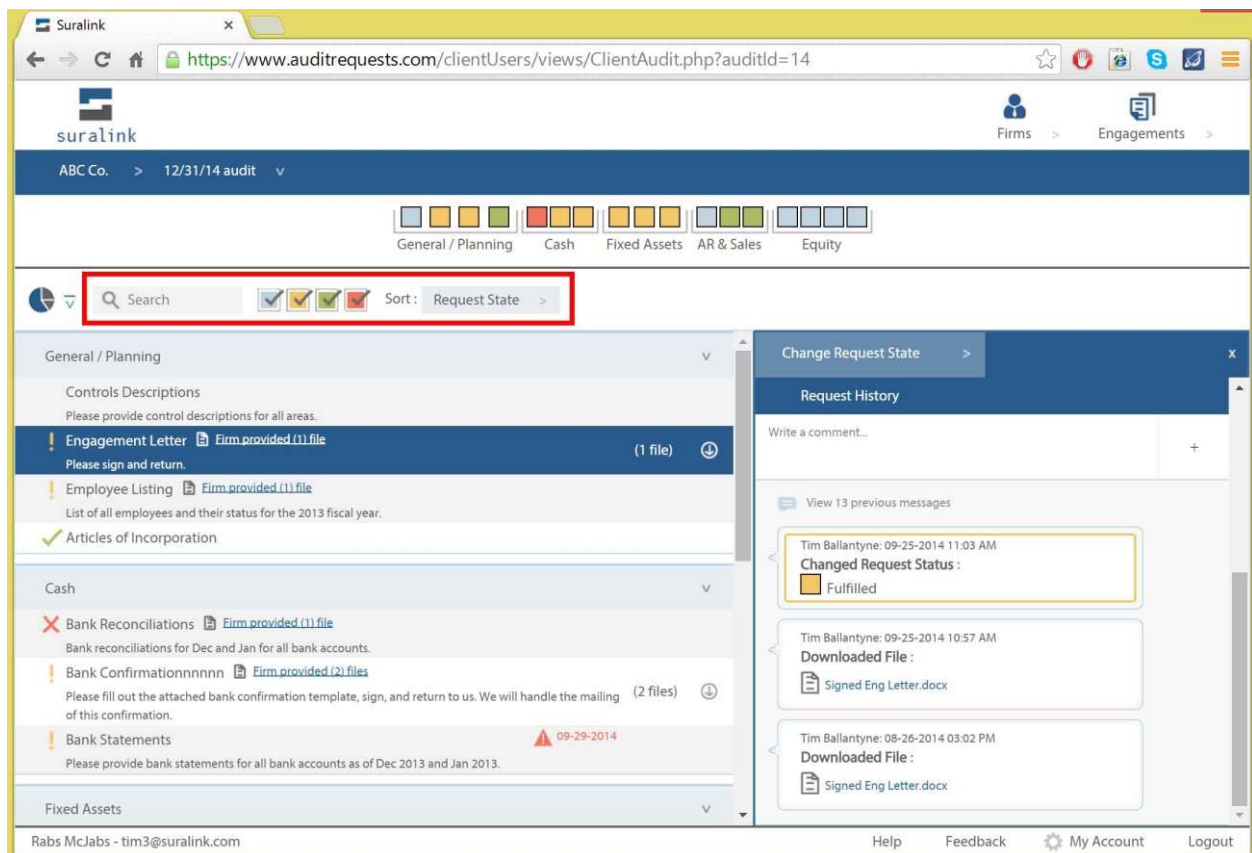 Suralink ×
https://www.auditrequests.com/clientUsers/views/ClientAudit.php?auditId=14
suralink
Firms >
Engagements >
ABC Co. > 12/31/14 audit v
General / Planning Cash Fixed Assets AR & Sales Equity
Search Sort : Request State >
General / Planning v
Controls Descriptions
Please provide control descriptions for all areas.
! Engagement Letter Firm provided (1) file (1 file)
Please sign and return.
! Employee Listing Firm provided (1) file
List of all employees and their status for the 2013 fiscal year.
Articles of Incorporation
Cash v
Bank Reconciliations Firm provided (1) file
Bank reconciliations for Dec and Jan for all bank accounts.
! Bank Confirmationnnnnn Firm provided (2) files
Please fill out the attached bank confirmation template, sign, and return to us. We will handle the mailing (2 files)
of this confirmation.
! Bank Statements 09-29-2014
Please provide bank statements for all bank accounts as of Dec 2013 and Jan 2013.
Fixed Assets v
Change Request State > x
Request History
Write a comment... +
View 13 previous messages
Tim Ballantyne: 09-25-2014 11:03 AM
Changed Request Status :
Fulfilled
Tim Ballantyne: 09-25-2014 10:57 AM
Downloaded File :
Signed Eng Letter.docx
Tim Ballantyne: 08-26-2014 03:02 PM
Downloaded File :
Signed Eng Letter.docx
Rabs McJabs - tim3@suralink.com Help Feedback My Account Logout